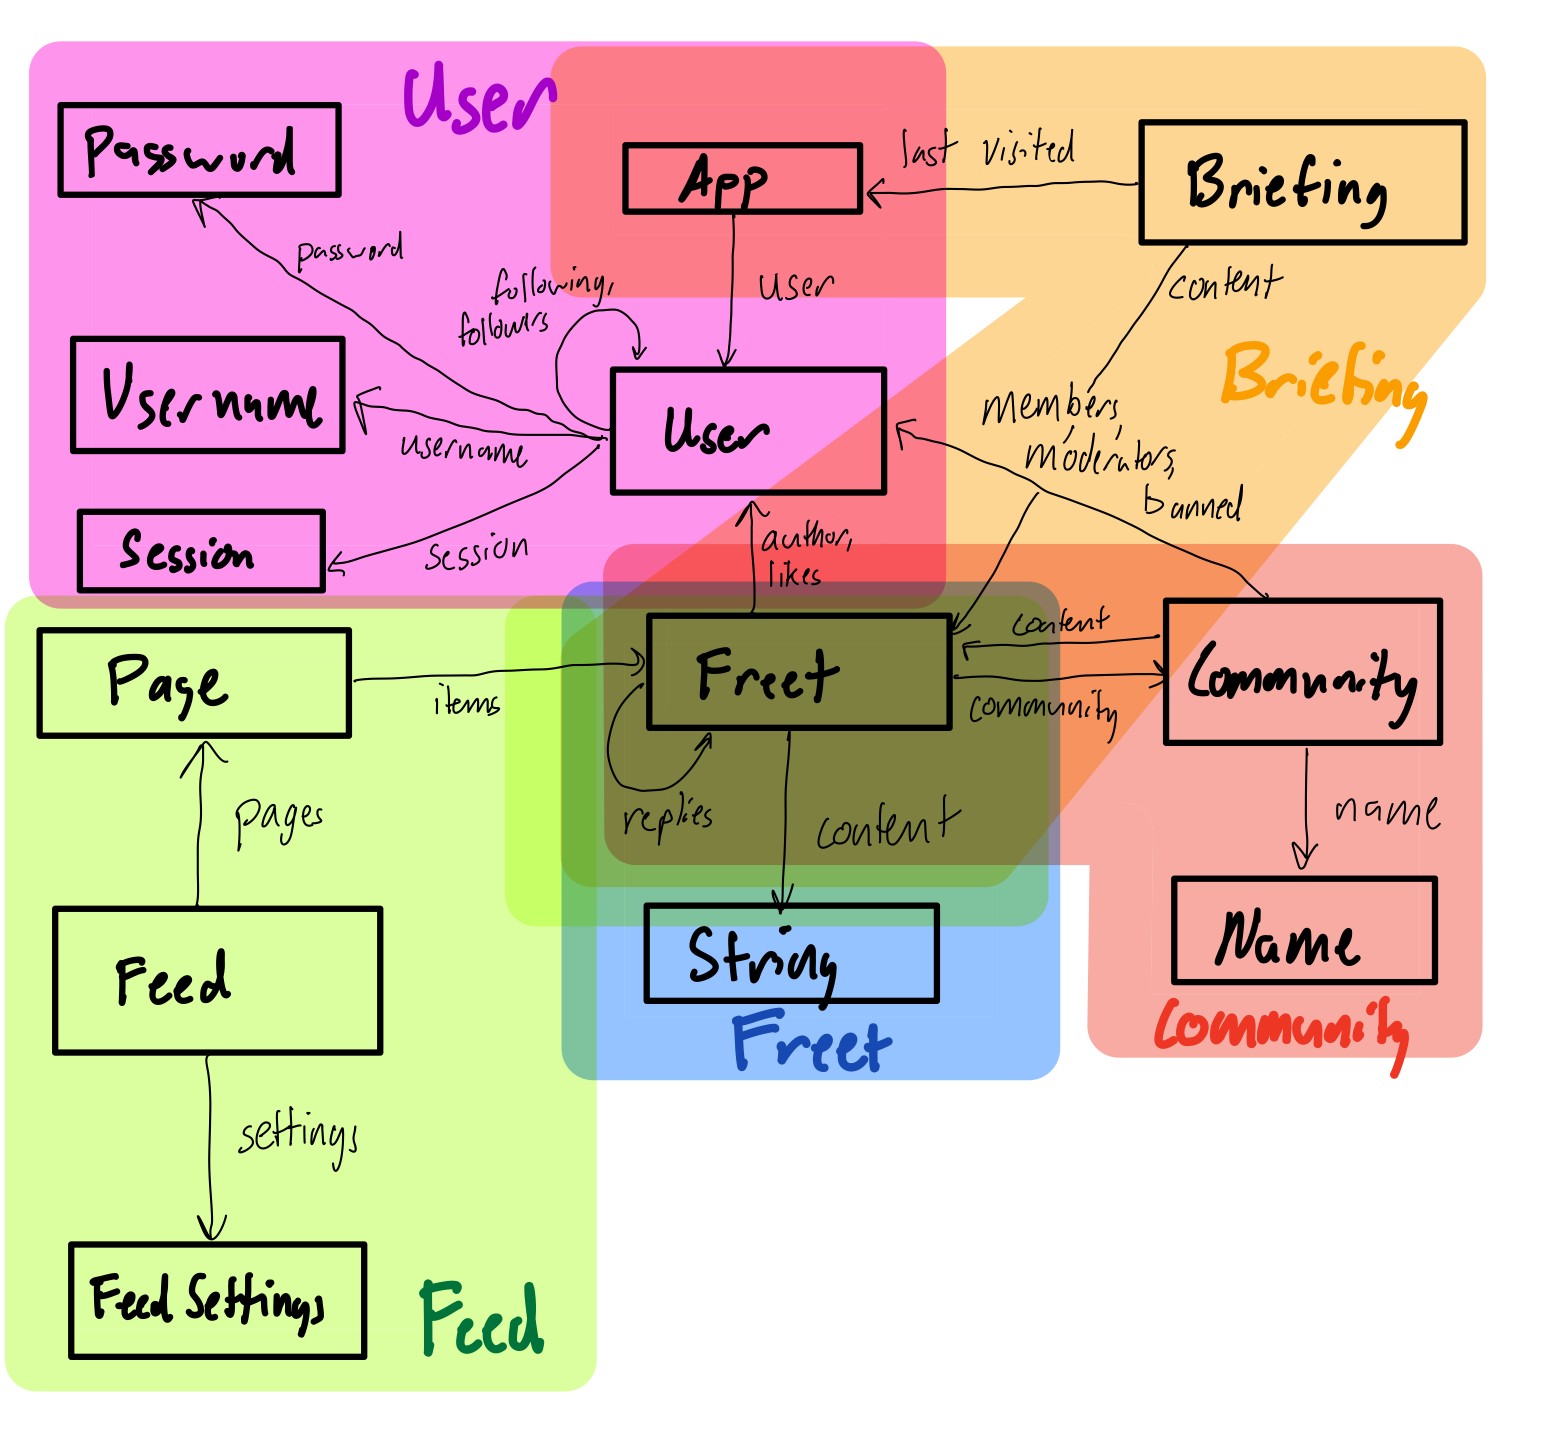 User
Password
App
last visited
Briefing
password
following,
followers
user
content
Briefing
Username
username
User
members,
moderators,
banned
Session
session
author,
likes
Page
items
Freet
content
community
Community
pages
replies
content
name
Feed
String
Name
Freet
Community
settings
Feed Settings
Feed